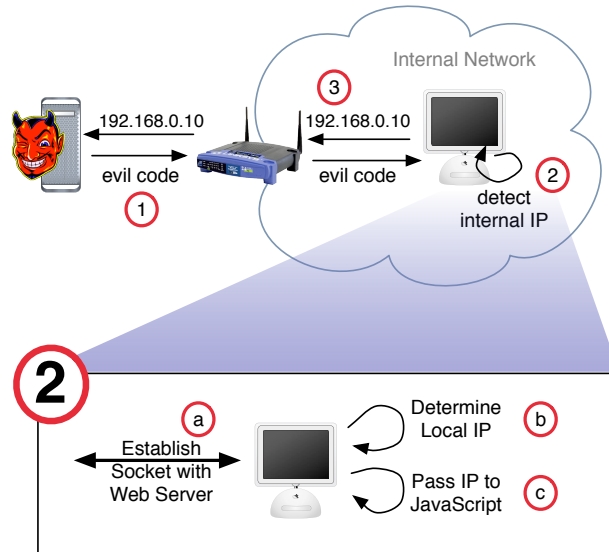 Internal Network
3
192.168.0.10
192.168.0.10
evil code
evil code
1
2
detect
internal IP
2
a
Establish
Socket with
Web Server
Determine
Local IP
b
Pass IP to
JavaScript
c